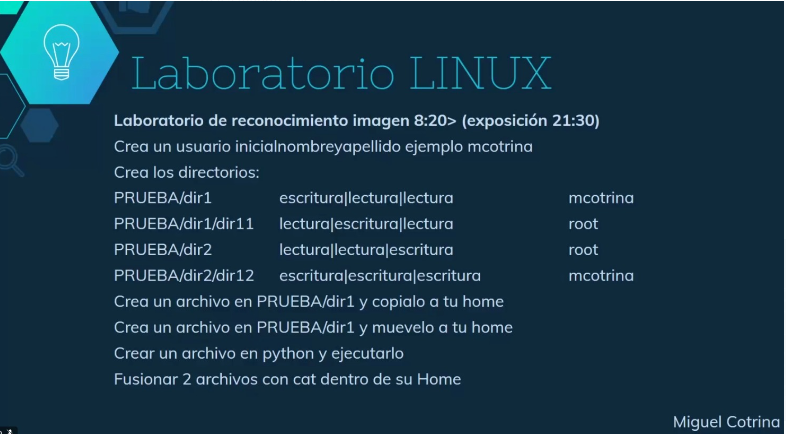 Laboratorio LINUX
Laboratorio de reconocimiento imagen 8:20> (exposición 21:30)
Crea un usuario inicialnombreyapellido ejemplo mcotrina
Crea los directorios:
PRUEBA/dir1 escritura|lectura|lectura mcotrina
PRUEBA/dir1/dir11 lectura|escritura|lectura root
PRUEBA/dir2 lectura|lectura|escritura root
PRUEBA/dir2/dir12 escritura|escritura|escritura mcotrina
Crea un archivo en PRUEBA/dir1 y copialo a tu home
Crea un archivo en PRUEBA/dir1 y muevelo a tu home
Crear un archivo en python y ejecutarlo
Fusionar 2 archivos con cat dentro de su Home
Miguel Cotrina